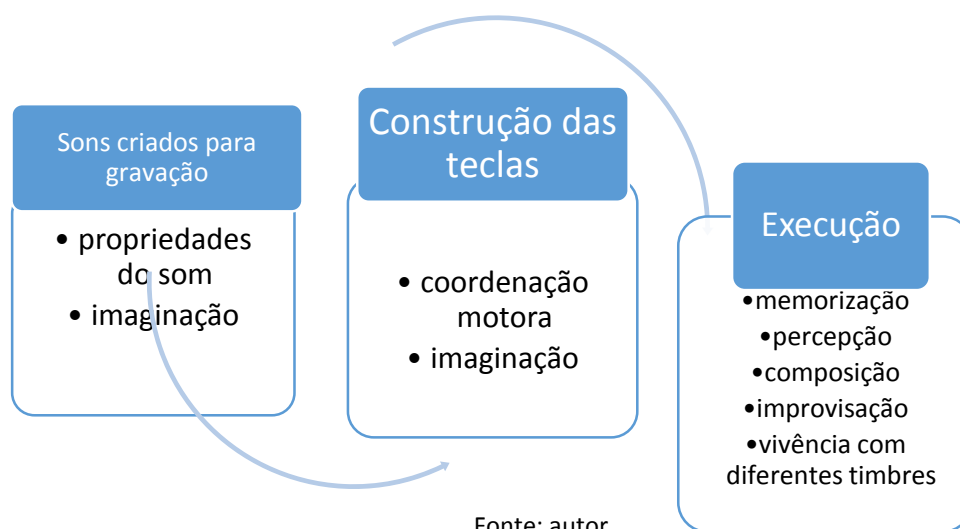 Sons criados para
gravação
• propriedades
do som
• imaginação
Construção das
teclas
• coordenação
motora
• imaginação
Execução
•memorização
•percepção
•composição
•improvisação
•vivência com
diferentes timbres
Fonte: autor